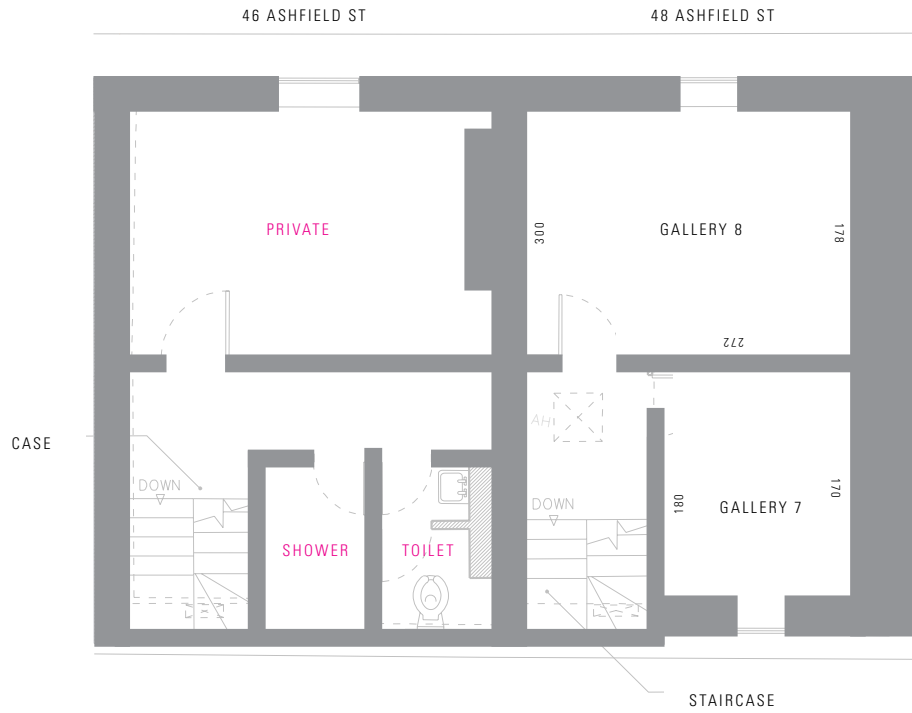 46 ASHFIELD ST
48 ASHFIELD ST
PRIVATE
300
GALLERY 8
178
272
CASE
AH
DOWN
DOWN
180
GALLERY 7
170
SHOWER
TOILET
STAIRCASE